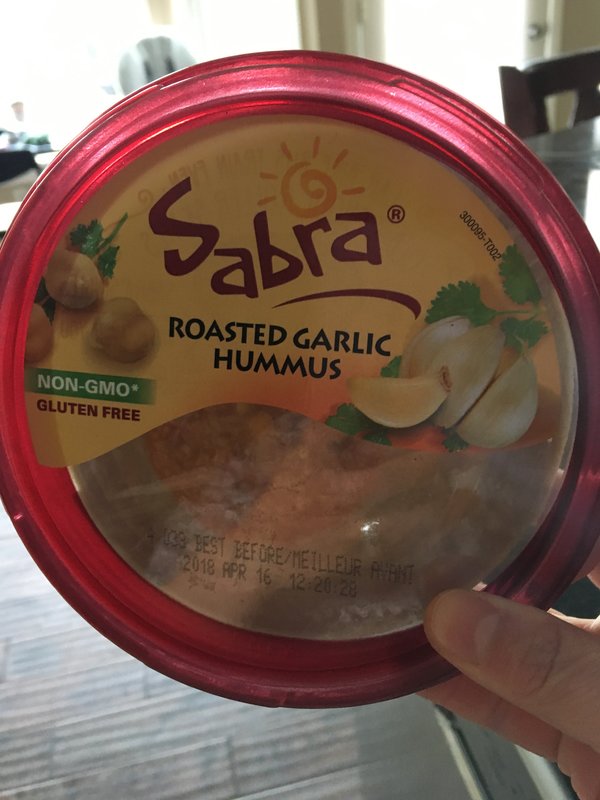 Sabra®
300095-T002
ROASTED GARLIC
HUMMUS
NON-GMO*
GLUTEN FREE
BEST BEFORE/MEILLEUR AVANT
2018 APR 16 12:20:28